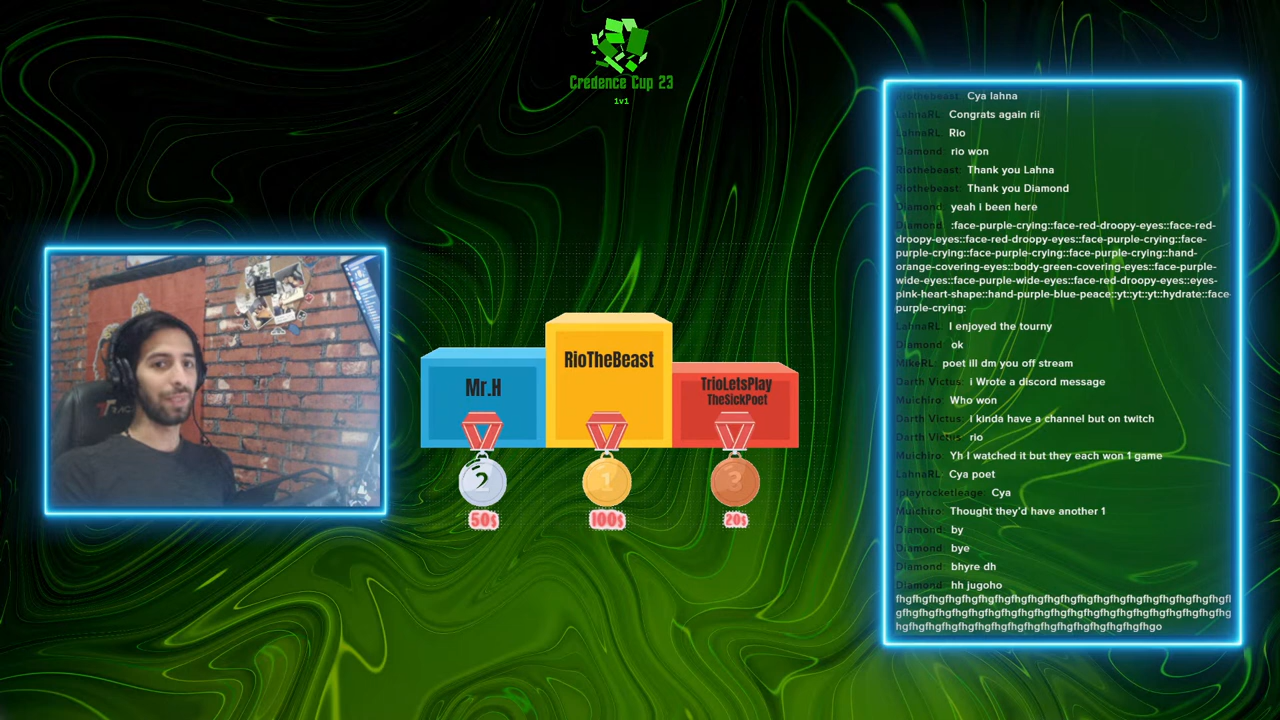 Credence Cup 23
1v1
Riothebeast: Cya lahna
LahnaRL: Congrats again rii
LahnaRL: Rio
Diamond: rio won
Riothebeast: Thank you Lahna
Riothebeast: Thank you Diamond
Diamond: yeah I been here
Diamond: :face-purple-crying::face-red-droopy-eyes::face-red-
droopy-eyes::face-red-droopy-eyes::face-purple-crying::face-
purple-crying::face-purple-crying::face-purple-crying::hand-
orange-covering-eyes::body-green-covering-eyes::face-purple-
wide-eyes::face-purple-wide-eyes::face-red-droopy-eyes::eyes-
pink-heart-shape::hand-purple-blue-peace::yt::yt::yt::hydrate::face-
purple-crying:
LahnaRL: I enjoyed the tourny
Diamond: ok
MikeRL: poet ill dm you off stream
Darth Victus: i Wrote a discord message
Muichiro: Who won
Darth Victus: I kinda have a channel but on twitch
Darth Victus: rio
Muichiro: Yh I watched it but they each won 1 game
LahnaRL: Cya poet
Iplayrocketleage: Cya
Muichiro: Thought they'd have another 1
Diamond: by
Diamond: bye
Diamond: bhyre dh
Diamond: hh jugoho
RioTheBeast
Mr.H
TrioLetsPlay
TheSickPoet
2
1
3
50$
100$
20$